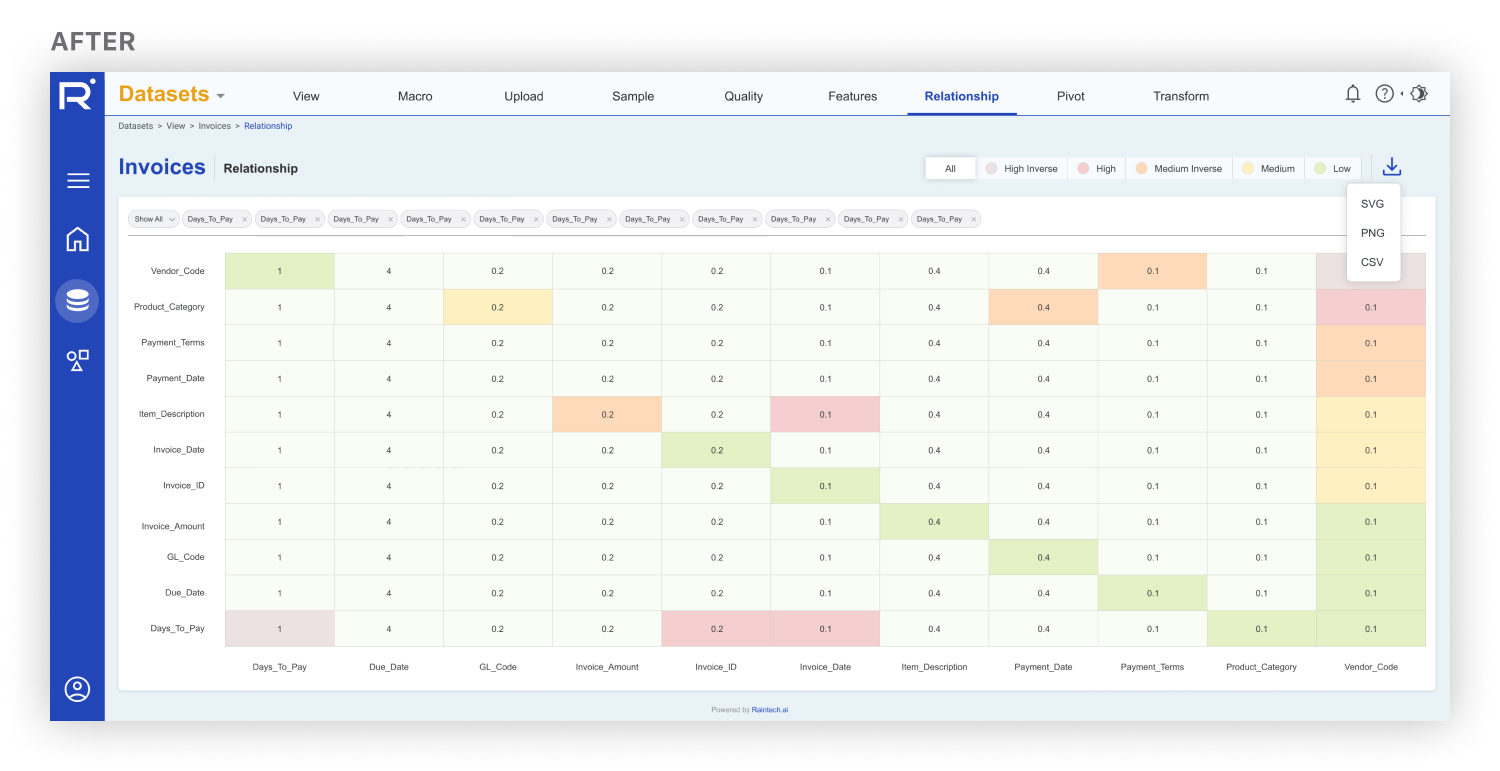 AFTER
R
Datasets View Macro Upload Sample Quality Features Relationship Pivot Transform ?
Datasets > View > Invoices > Relationship
Invoices Relationship All High Inverse High Medium Inverse Medium Low
SVG
PNG
CSV
Show All Days_To_Pay × Days_To_Pay × Days_To_Pay × Days_To_Pay × Days_To_Pay × Days_To_Pay × Days_To_Pay × Days_To_Pay × Days_To_Pay × Days_To_Pay × Days_To_Pay ×
Vendor_Code 1 4 0.2 0.2 0.2 0.1 0.4 0.4 0.1 0.1
Product_Category 1 4 0.2 0.2 0.2 0.1 0.4 0.4 0.1 0.1 0.1
Payment_Terms 1 4 0.2 0.2 0.2 0.1 0.4 0.4 0.1 0.1 0.1
Payment_Date 1 4 0.2 0.2 0.2 0.1 0.4 0.4 0.1 0.1 0.1
Item_Description 1 4 0.2 0.2 0.2 0.1 0.4 0.4 0.1 0.1 0.1
Invoice_Date 1 4 0.2 0.2 0.2 0.1 0.4 0.4 0.1 0.1 0.1
Invoice_ID 1 4 0.2 0.2 0.2 0.1 0.4 0.4 0.1 0.1 0.1
Invoice_Amount 1 4 0.2 0.2 0.2 0.1 0.4 0.4 0.1 0.1 0.1
GL_Code 1 4 0.2 0.2 0.2 0.1 0.4 0.4 0.1 0.1 0.1
Due_Date 1 4 0.2 0.2 0.2 0.1 0.4 0.4 0.1 0.1 0.1
Days_To_Pay 1 4 0.2 0.2 0.2 0.1 0.4 0.4 0.1 0.1 0.1
Days_To_Pay Due_Date GL_Code Invoice_Amount Invoice_ID Invoice_Date Item_Description Payment_Date Payment_Terms Product_Category Vendor_Code
Powered by Raintech.ai